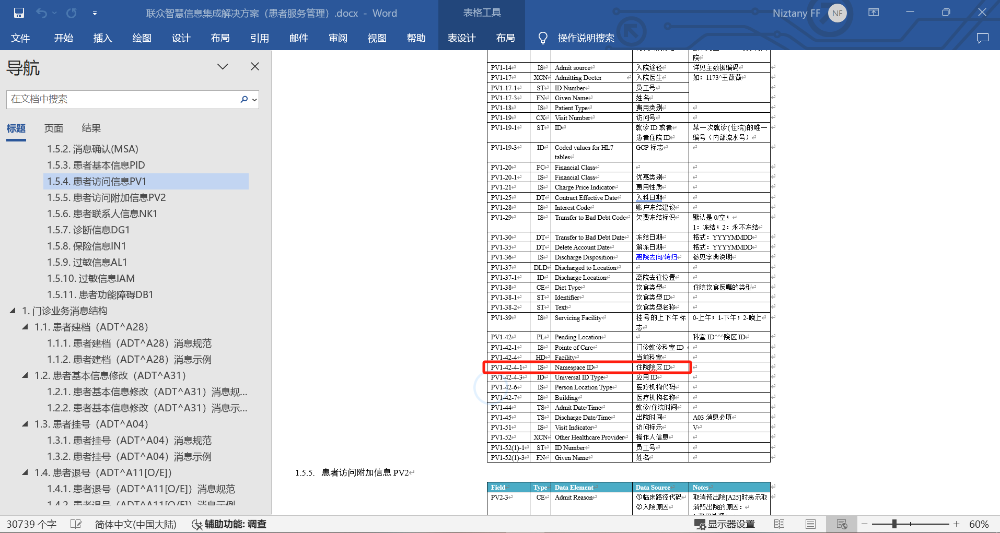 联众智慧信息集成解决方案（患者服务管理）.docx - Word
表格工具
Niztany FF
NF
文件 开始 插入 绘图 设计 布局 引用 邮件 审阅 视图 帮助 表设计 布局 操作说明搜索
导航
在文档中搜索
标题 页面 结果
1.5.2. 消息确认(MSA)
1.5.3. 患者基本信息PID
1.5.4. 患者访问信息PV1
1.5.5. 患者访问附加信息PV2
1.5.6. 患者联系人信息NK1
1.5.7. 诊断信息DG1
1.5.8. 保险信息IN1
1.5.9. 过敏信息AL1
1.5.10. 过敏信息IAM
1.5.11. 患者功能障碍DB1
1. 门诊业务消息结构
1.1. 患者建档（ADT^A28）
1.1.1. 患者建档（ADT^A28）消息规范
1.1.2. 患者建档（ADT^A28）消息示例
1.2. 患者基本信息修改（ADT^A31）
1.2.1. 患者基本信息修改（ADT^A31）消息规...
1.2.2. 患者基本信息修改（ADT^A31）消息示...
1.3. 患者挂号（ADT^A04）
1.3.1. 患者挂号（ADT^A04）消息规范
1.3.2. 患者挂号（ADT^A04）消息示例
1.4. 患者退号（ADT^A11[O/E]）
1.4.1. 患者退号（ADT^A11[O/E]）消息规范
1.4.2. 患者退号（ADT^A11[O/E]）消息示例
院
PV1-14 IS Admit source 入院途径 详见主数据编码
PV1-17 XCN Admitting Doctor 入院医生 如：1173^王薇薇
PV1-17-1 ST ID Number 员工号
PV1-17-3 FN Given Name 姓名
PV1-18 IS Patient Type 费用类别
PV1-19 CX Visit Number 访问号
PV1-19-1 ST ID 就诊 ID 或者 某一次就诊(住院)的唯一
患者住院 ID 编号（内部流水号）
PV1-19-3 ID Coded values for HL7 GCP 标志
tables
PV1-20 FC Financial Class
PV1-20-1 IS Financial Class 优惠类别
PV1-21 IS Charge Price Indicator 费用性质
PV1-25 DT Contract Effective Date 入科日期
PV1-28 IS Interest Code 账户冻结建议
PV1-29 IS Transfer to Bad Debt Code 欠费冻结标识 默认是 0/空；
1：冻结；2：永不冻结
PV1-30 DT Transfer to Bad Debt Date 冻结日期 格式：YYYYMMDD
PV1-35 DT Delete Account Date 解冻日期 格式：YYYYMMDD
PV1-36 IS Discharge Disposition 离院去向/转归 参见字典说明
PV1-37 DLD Discharged to Location
PV1-37-1 ID Discharge Location 离院去往位置
PV1-38 CE Diet Type 饮食类型 住院饮食医嘱的类型
PV1-38-1 ST Identifier 饮食类型 ID
PV1-38-2 ST Text 饮食类型名称
PV1-39 IS Servicing Facility 挂号的上下午标 0-上午；1-下午；2-晚上
志
PV1-42 PL Pending Location 科室 ID^^^院区 ID
PV1-42-1 IS Pointe of Care 门诊就诊科室 ID
PV1-42-4 HD Facility 当前科室
PV1-42-4-1 IS Namespace ID 住院院区 ID
PV1-42-4-3 ID Universal ID Type 应用 ID
PV1-42-6 IS Person Location Type 医疗机构代码
PV1-42-7 IS Building 医疗机构名称
PV1-44 TS Admit Date/Time 就诊/住院时间
PV1-45 TS Discharge Date/Time 出院时间 A03 消息必填
PV1-51 IS Visit Indicator 访问标示 V
PV1-52 XCN Other Healthcare Provider 操作人信息
PV1-52(1)-1 ST ID Number 员工号
PV1-52(1)-3 FN Given Name 姓名
1.5.5. 患者访问附加信息 PV2
Field Type Data Element Data Source Notes
PV2-3 CE Admit Reason ①临床路径代码 取消预出院[A25]时表示取
②入院原因 消预出院的原因：
30739 个字 简体中文(中国大陆) 辅助功能: 调查 显示器设置 60%